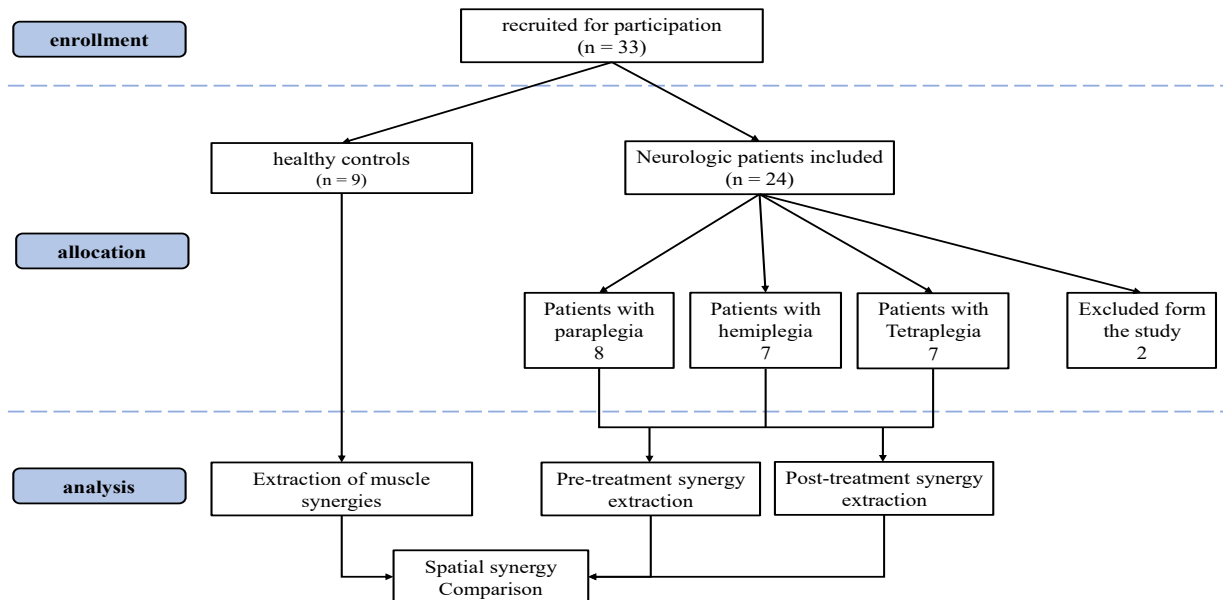 enrollment
recruited for participation
(n = 33)
healthy controls
(n = 9)
Neurologic patients included
(n = 24)
allocation
Patients with
paraplegia
8
Patients with
hemiplegia
7
Patients with
Tetraplegia
7
Excluded form
the study
2
analysis
Extraction of muscle
synergies
Pre-treatment synergy
extraction
Post-treatment synergy
extraction
Spatial synergy
Comparison